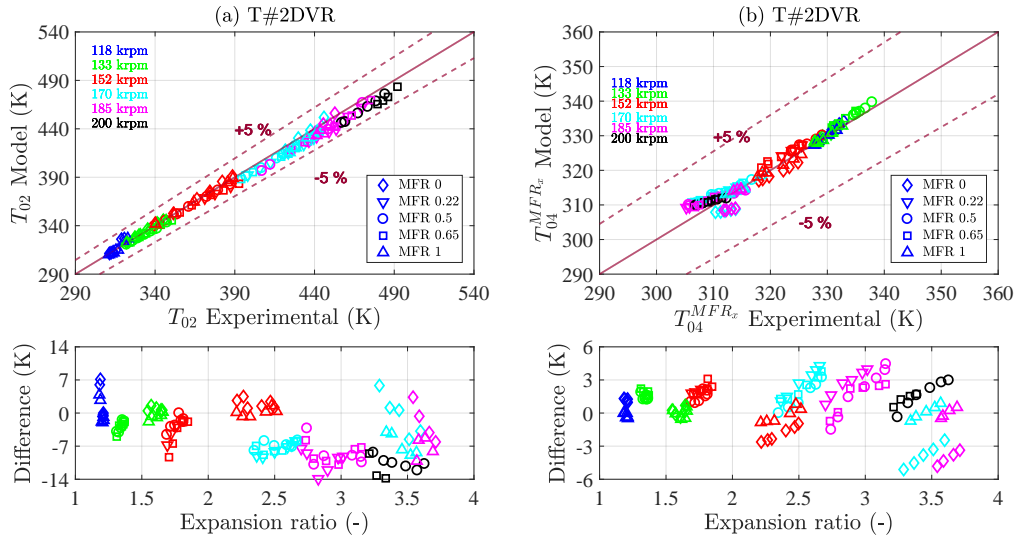 (a) T#2DVR
540
490
440
390
340
290
T02 Model (K)
118 krpm
133 krpm
152 krpm
170 krpm
185 krpm
200 krpm
+5 %
-5 %
MFR 0
MFR 0.22
MFR 0.5
MFR 0.65
MFR 1
290 340 390 440 490 540
T02 Experimental (K)
14
7
0
-7
-14
Difference (K)
1 1.5 2 2.5 3 3.5 4
Expansion ratio (-)
(b) T#2DVR
360
350
340
330
320
310
300
290
T04^MFRx Model (K)
118 krpm
133 krpm
152 krpm
170 krpm
185 krpm
200 krpm
+5 %
-5 %
MFR 0
MFR 0.22
MFR 0.5
MFR 0.65
MFR 1
290 300 310 320 330 340 350 360
T04^MFRx Experimental (K)
6
3
0
-3
-6
Difference (K)
1 1.5 2 2.5 3 3.5 4
Expansion ratio (-)